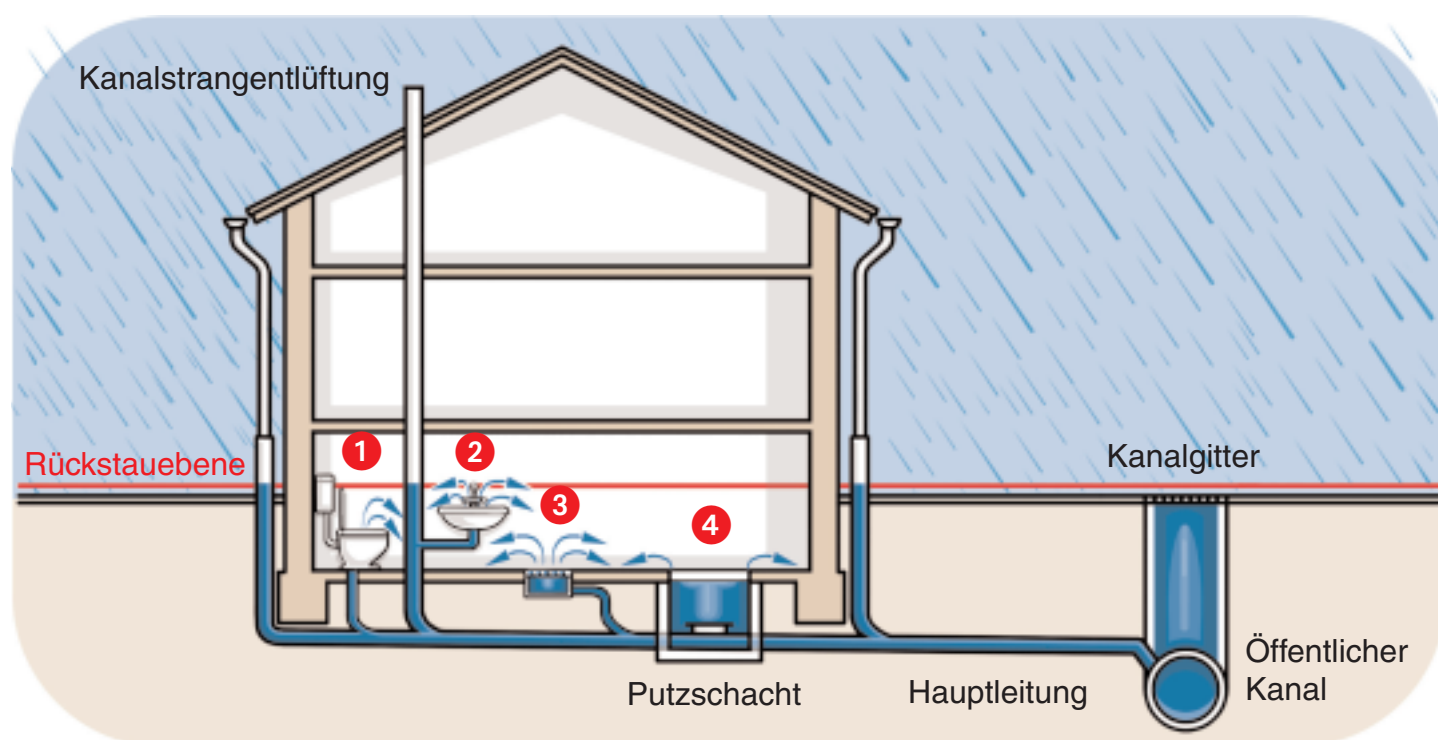 Kanalstrangentlüftung
1
2
Rückstauebene
Kanalgitter
3
4
Öffentlicher
Kanal
Putzschacht
Hauptleitung